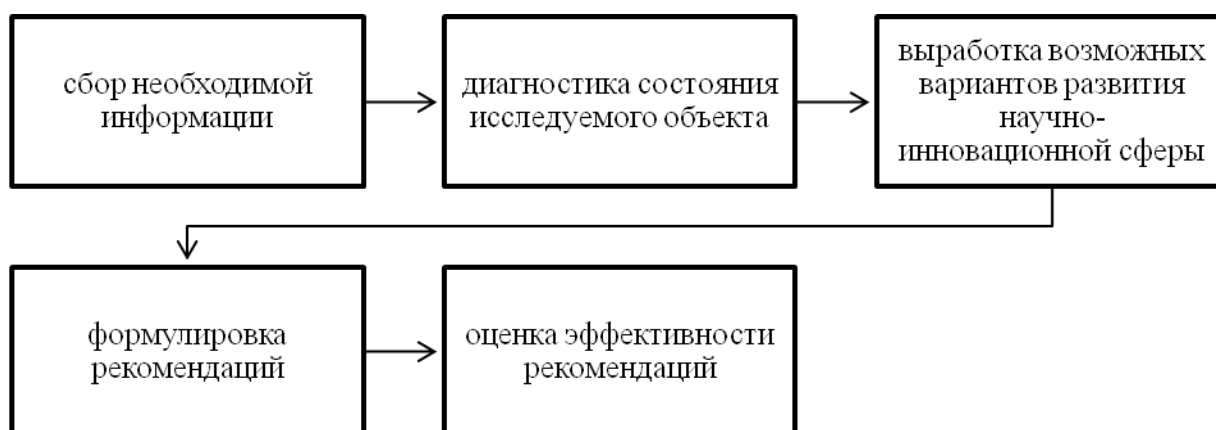 сбор необходимой
информации
диагностика состояния
исследуемого объекта
выработка возможных
вариантов развития
научно-
инновационной сферы
формулировка
рекомендаций
оценка эффективности
рекомендаций